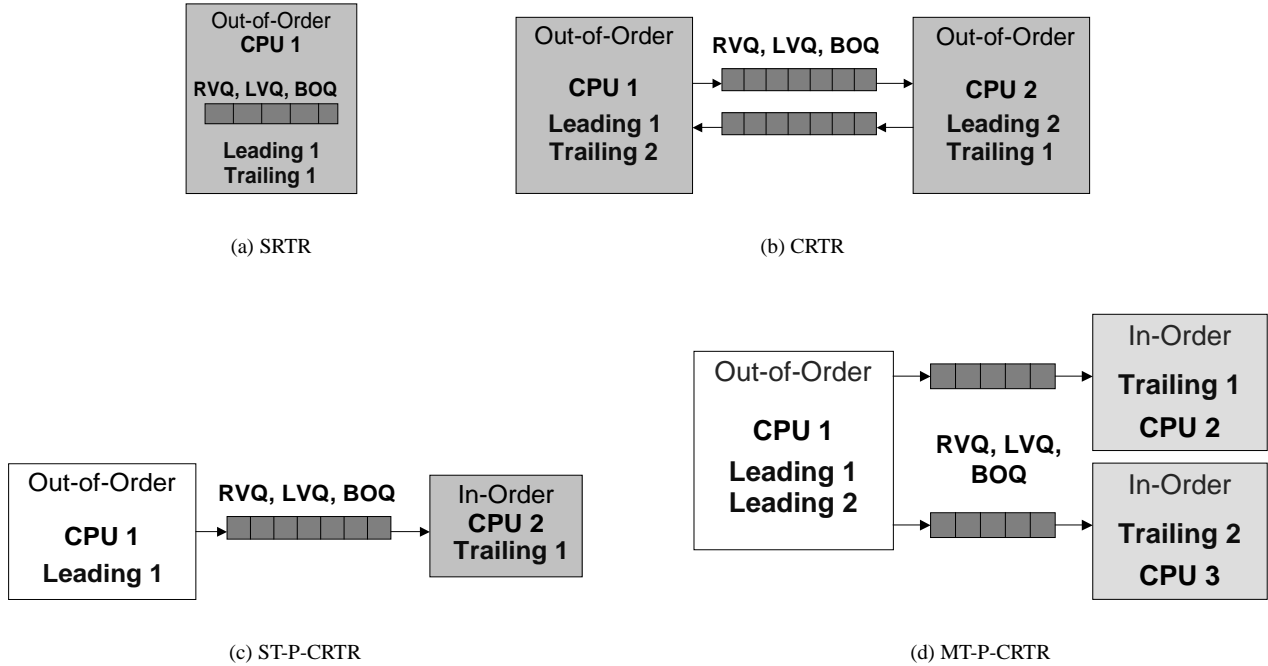 Out-of-Order
CPU 1
RVQ, LVQ, BOQ
Leading 1
Trailing 1
(a) SRTR
Out-of-Order
CPU 1
Leading 1
Trailing 2
RVQ, LVQ, BOQ
Out-of-Order
CPU 2
Leading 2
Trailing 1
(b) CRTR
Out-of-Order
CPU 1
Leading 1
RVQ, LVQ, BOQ
In-Order
CPU 2
Trailing 1
(c) ST-P-CRTR
Out-of-Order
CPU 1
Leading 1
Leading 2
RVQ, LVQ,
BOQ
In-Order
Trailing 1
CPU 2
In-Order
Trailing 2
CPU 3
(d) MT-P-CRTR